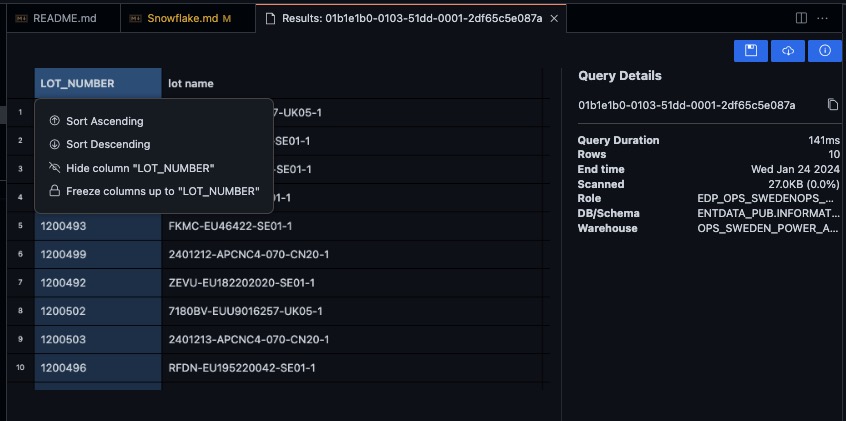 README.md Snowflake.md M Results: 01b1e1b0-0103-51dd-0001-2df65c5e087a
Query Details
01b1e1b0-0103-51dd-0001-2df65c5e087a
Query Duration 141ms
Rows 10
End time Wed Jan 24 2024
Scanned 27.0KB (0.0%)
Role EDP_OPS_SWEDENOPS_...
DB/Schema ENTDATA_PUB.INFORMAT...
Warehouse OPS_SWEDEN_POWER_A...
LOT_NUMBER lot name
1 7-UK05-1
2 -SE01-1
3 -SE01-1
4 01-1
Sort Ascending
Sort Descending
Hide column "LOT_NUMBER"
Freeze columns up to "LOT_NUMBER"
5 1200493 FKMC-EU46422-SE01-1
6 1200499 2401212-APCNC4-070-CN20-1
7 1200492 ZEVU-EU182202020-SE01-1
8 1200502 7180BV-EUU9016257-UK05-1
9 1200503 2401213-APCNC4-070-CN20-1
10 1200496 RFDN-EU195220042-SE01-1